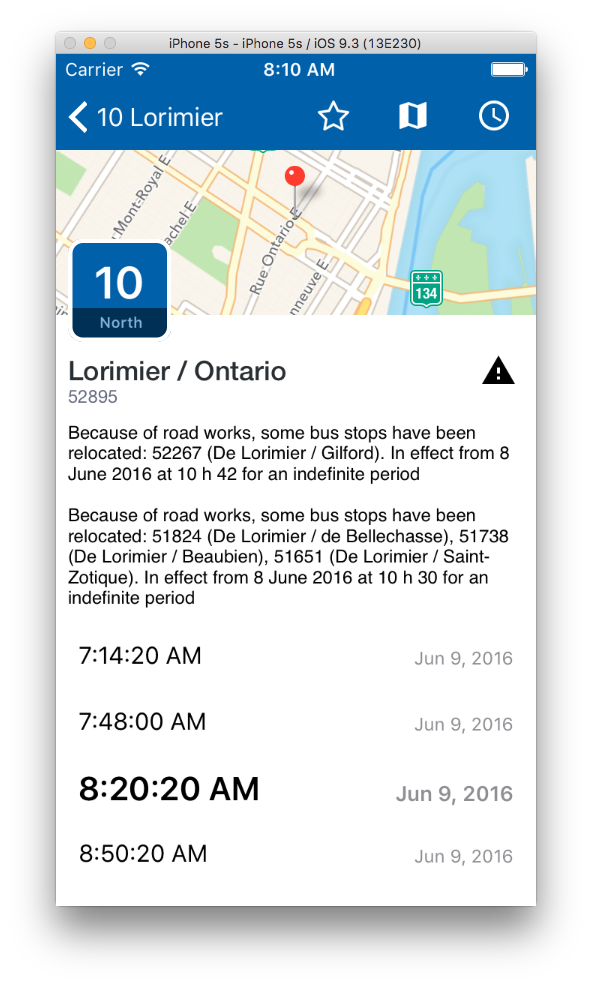 iPhone 5s - iPhone 5s / iOS 9.3 (13E230)
Carrier 8:10 AM
10 Lorimier
Mont-Royal E
achel E
Rue Ontario E
nneuve E
134
10
North
Lorimier / Ontario
52895
Because of road works, some bus stops have been
relocated: 52267 (De Lorimier / Gilford). In effect from 8
June 2016 at 10 h 42 for an indefinite period
Because of road works, some bus stops have been
relocated: 51824 (De Lorimier / de Bellechasse), 51738
(De Lorimier / Beaubien), 51651 (De Lorimier / Saint-
Zotique). In effect from 8 June 2016 at 10 h 30 for an
indefinite period
7:14:20 AM Jun 9, 2016
7:48:00 AM Jun 9, 2016
8:20:20 AM Jun 9, 2016
8:50:20 AM Jun 9, 2016